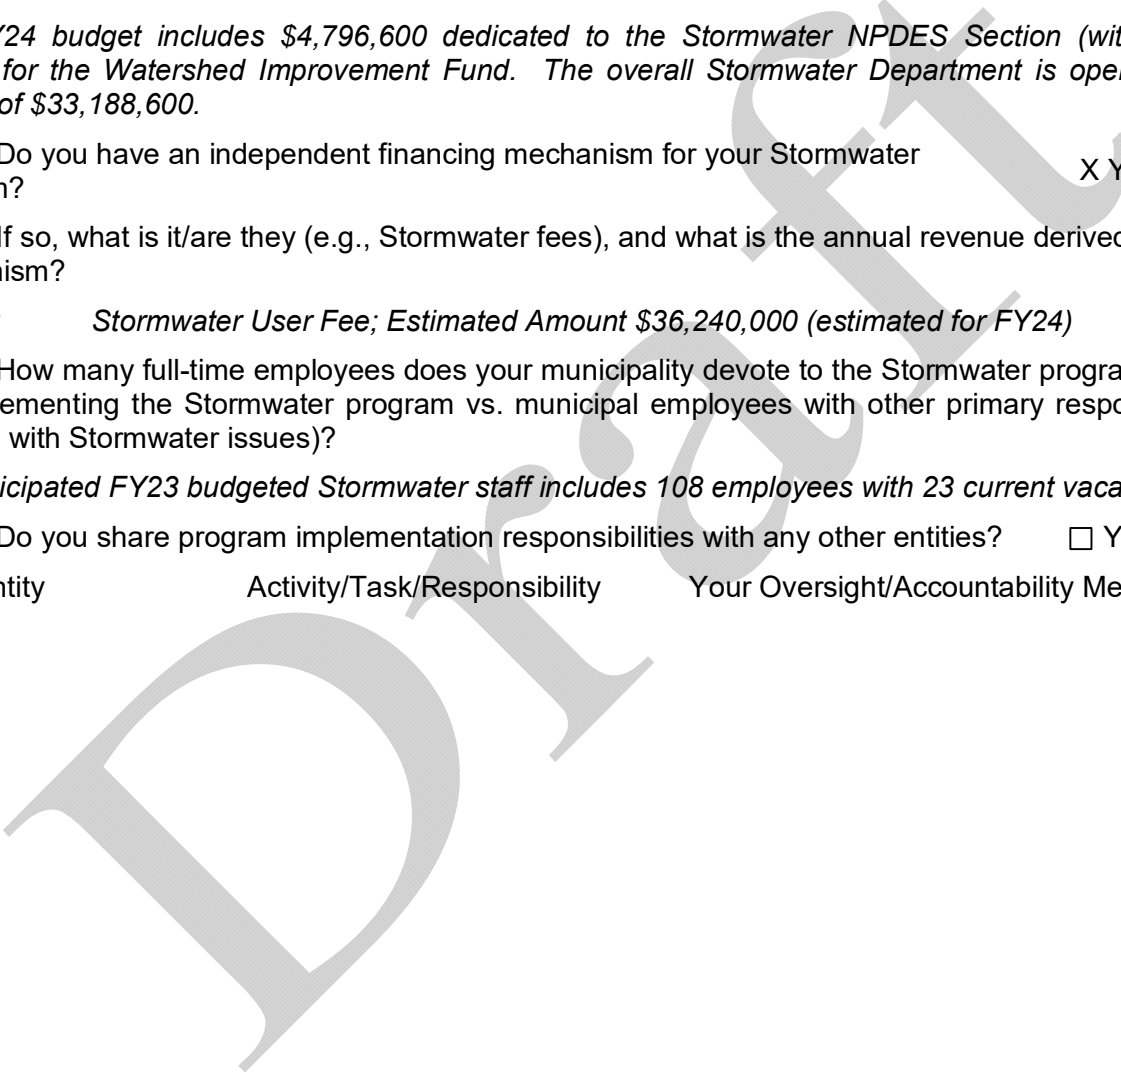 Y24 budget includes $4,796,600 dedicated to the Stormwater NPDES Section (wit
for the Watershed Improvement Fund. The overall Stormwater Department is ope
of $33,188,600.
Do you have an independent financing mechanism for your Stormwater
X Y
?
If so, what is it/are they (e.g., Stormwater fees), and what is the annual revenue derived
nism?
Stormwater User Fee; Estimated Amount $36,240,000 (estimated for FY24)
How many full-time employees does your municipality devote to the Stormwater progra
ementing the Stormwater program vs. municipal employees with other primary respo
with Stormwater issues)?
icipated FY23 budgeted Stormwater staff includes 108 employees with 23 current vaca
Do you share program implementation responsibilities with any other entities? ☐ Y
ntity Activity/Task/Responsibility Your Oversight/Accountability Me
Draft